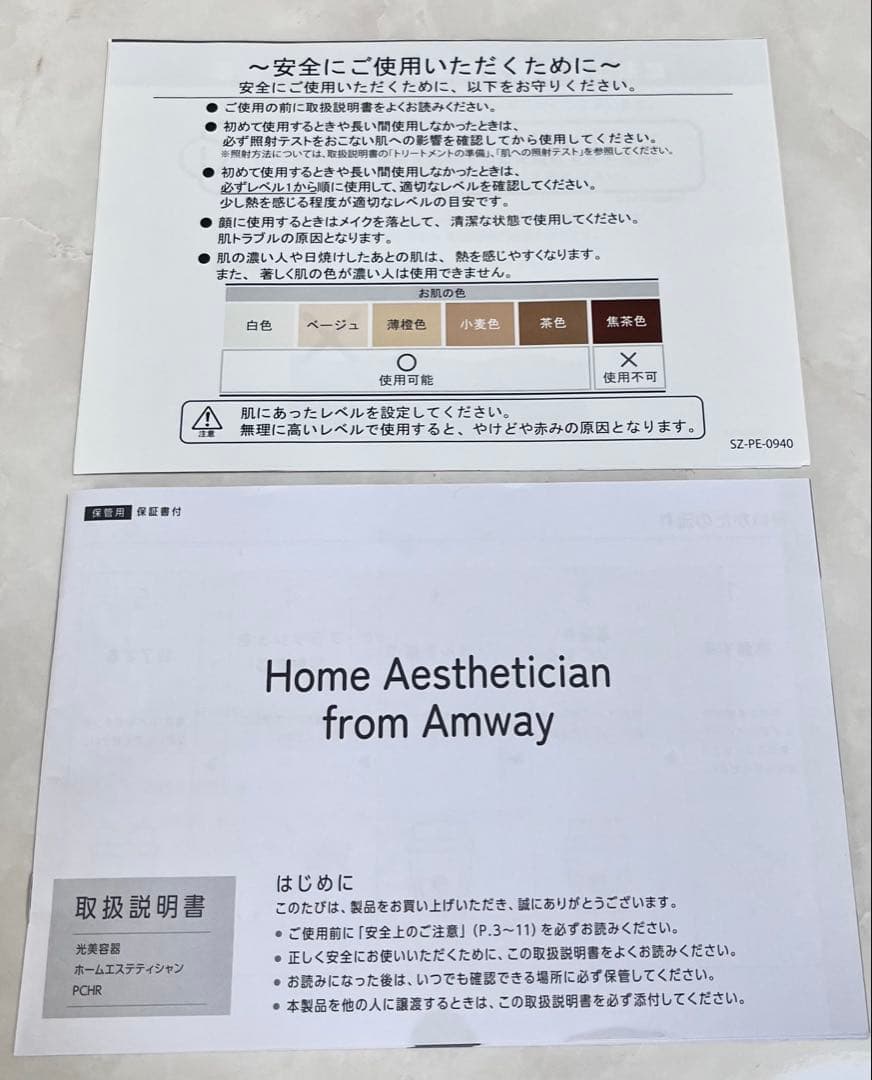 ～安全にご使用いただくために～
安全にご使用いただくために、以下をお守りください。
● ご使用の前に取扱説明書をよくお読みください。
● 初めて使用するときや長い間使用しなかったときは、
必ず照射テストをおこない肌への影響を確認してから使用してください。
※照射方法については、取扱説明書の「トリートメントの準備」、「肌への照射テスト」を参照してください。
● 初めて使用するときや長い間使用しなかったときは、
必ずレベル1から順に使用して、適切なレベルを確認してください。
少し熱を感じる程度が適切なレベルの目安です。
● 顔に使用するときはメイクを落として、清潔な状態で使用してください。
肌トラブルの原因となります。
● 肌の濃い人や日焼けしたあとの肌は、熱を感じやすくなります。
また、著しく肌の色が濃い人は使用できません。
お肌の色
白色 ベージュ 薄橙色 小麦色 茶色 焦茶色
○ ×
使用可能 使用不可
肌にあったレベルを設定してください。
注意 無理に高いレベルで使用すると、やけどや赤みの原因となります。
SZ-PE-0940
保管用 保証書付
Home Aesthetician
from Amway
取扱説明書
光美容器
ホームエステティシャン
PCHR
はじめに
このたびは、製品をお買い上げいただき、誠にありがとうございます。
● ご使用前に「安全上のご注意」（P.3～11）を必ずお読みください。
● 正しく安全にお使いいただくために、この取扱説明書をよくお読みください。
● お読みになった後は、いつでも確認できる場所に必ず保管してください。
● 本製品を他の人に譲渡するときは、この取扱説明書を必ず添付してください。